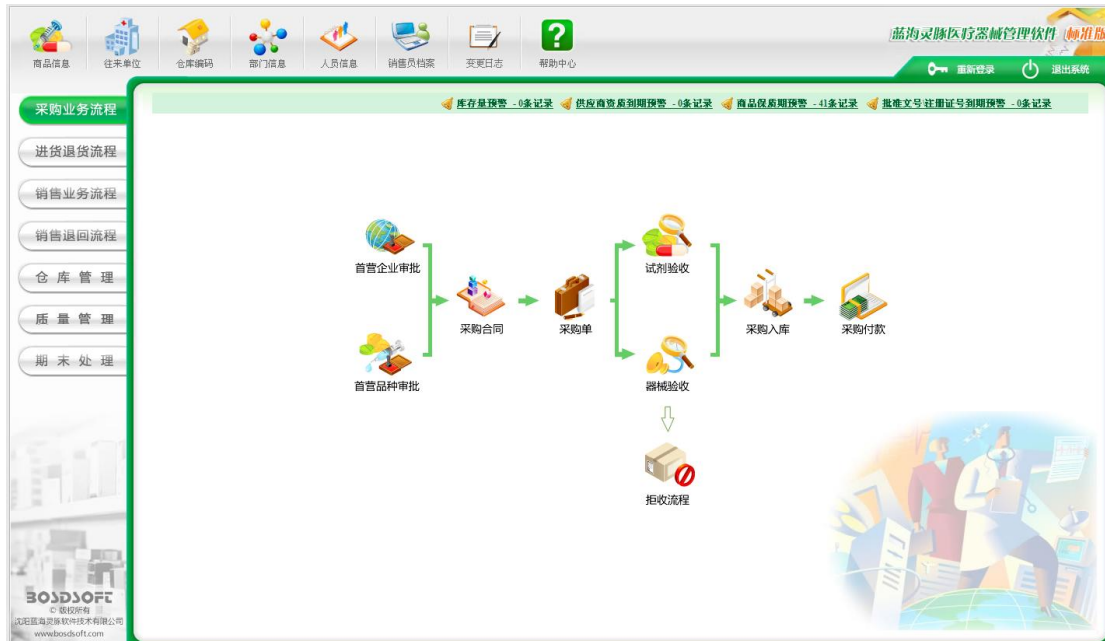 蓝海灵脉医疗器械管理软件 标准版
商品信息
往来单位
仓库编码
部门信息
人员信息
销售员档案
变更日志
?
帮助中心
重新登录
退出系统
采购业务流程
进货退货流程
销售业务流程
销售退回流程
仓库管理
质量管理
期末处理
库存量预警 -0条记录 供应商资质到期预警 -0条记录 商品保质期预警 -41条记录 批准文号注册证号到期预警 -0条记录
首营企业审批
试剂验收
采购合同
采购单
采购入库
采购付款
首营品种审批
器械验收
拒收流程
BOSDSOFT
© 版权所有
沈阳蓝海灵脉软件技术有限公司
www.bosdsoft.com